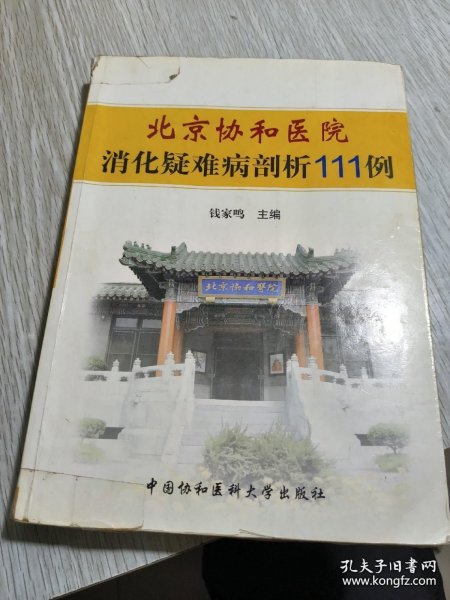 北京协和医院
消化疑难病剖析111例
钱家鸣 主编
北京协和醫院
中国协和医科大学出版社
孔夫子旧书网
www.kongfz.com